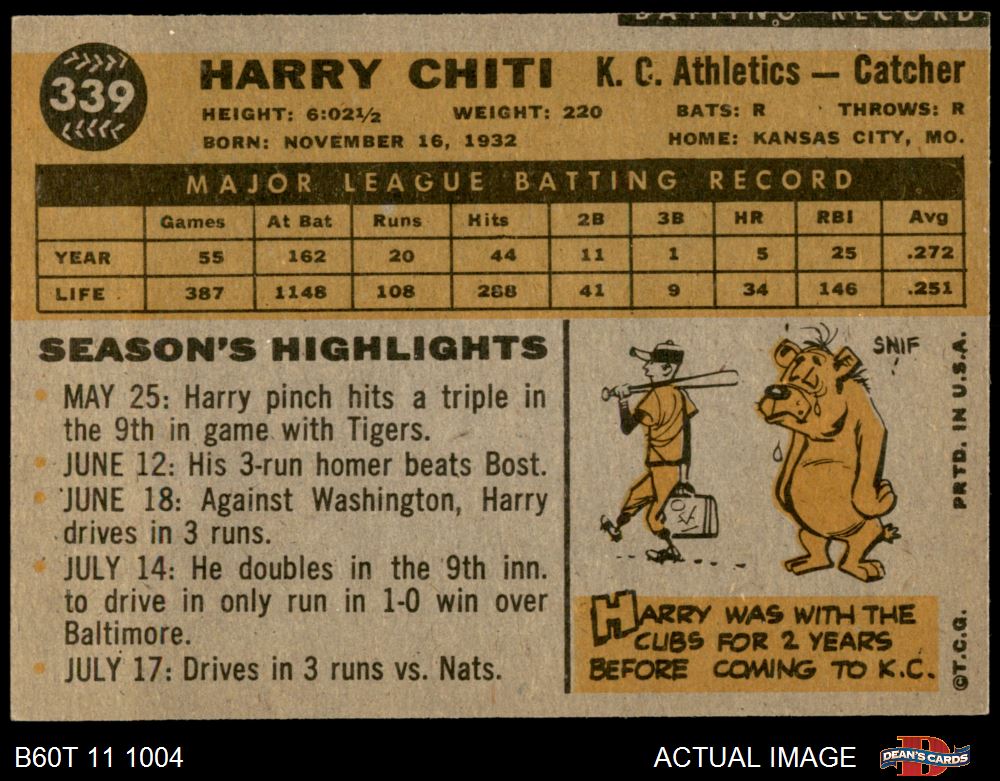 BATTING RECORD
339
HARRY CHITI K. C. Athletics — Catcher
HEIGHT: 6:02½ WEIGHT: 220 BATS: R THROWS: R
BORN: NOVEMBER 16, 1932 HOME: KANSAS CITY, MO.
MAJOR LEAGUE BATTING RECORD
Games At Bat Runs Hits 2B 3B HR RBI Avg
YEAR 55 162 20 44 11 1 5 25 .272
LIFE 387 1148 108 288 41 9 34 146 .251
SEASON'S HIGHLIGHTS
• MAY 25: Harry pinch hits a triple in
the 9th in game with Tigers.
• JUNE 12: His 3-run homer beats Bost.
• JUNE 18: Against Washington, Harry
drives in 3 runs.
• JULY 14: He doubles in the 9th inn.
to drive in only run in 1-0 win over
Baltimore.
• JULY 17: Drives in 3 runs vs. Nats.
SNIF
!
HARRY WAS WITH THE
CUBS FOR 2 YEARS
BEFORE COMING TO K.C.
©T.C.G. PRTD. IN U.S.A.
B60T 11 1004 ACTUAL IMAGE
DEAN'S CARDS